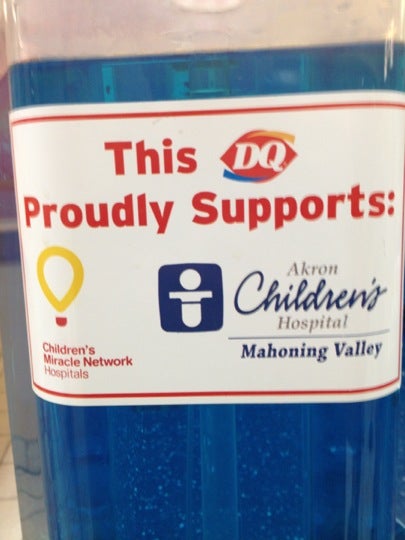 This DQ
Proudly Supports:
Children's
Miracle Network
Hospitals
Akron
Children's
Hospital
Mahoning Valley